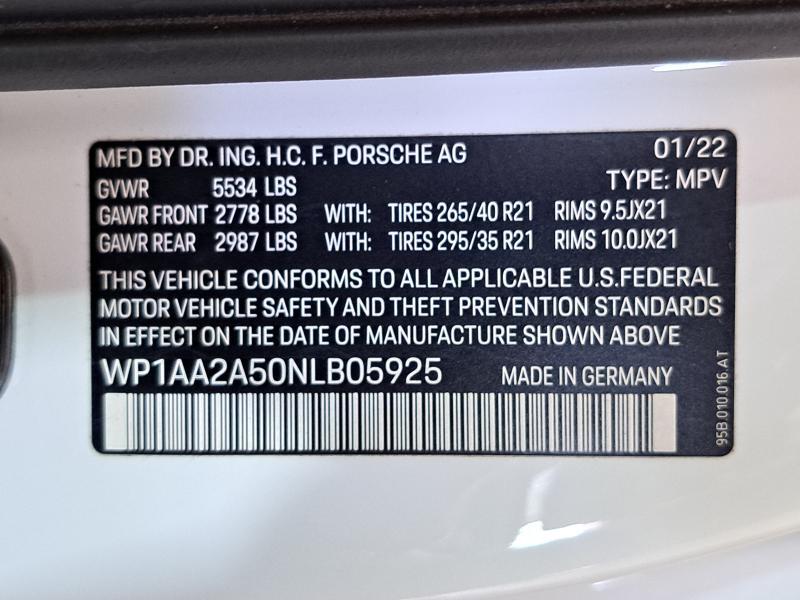 MFD BY DR. ING. H.C. F. PORSCHE AG 01/22
GVWR 5534 LBS TYPE: MPV
GAWR FRONT 2778 LBS WITH: TIRES 265/40 R21 RIMS 9.5JX21
GAWR REAR 2987 LBS WITH: TIRES 295/35 R21 RIMS 10.0JX21
THIS VEHICLE CONFORMS TO ALL APPLICABLE U.S.FEDERAL
MOTOR VEHICLE SAFETY AND THEFT PREVENTION STANDARDS
IN EFFECT ON THE DATE OF MANUFACTURE SHOWN ABOVE
WP1AA2A50NLB05925 MADE IN GERMANY
95B.010.016.AT